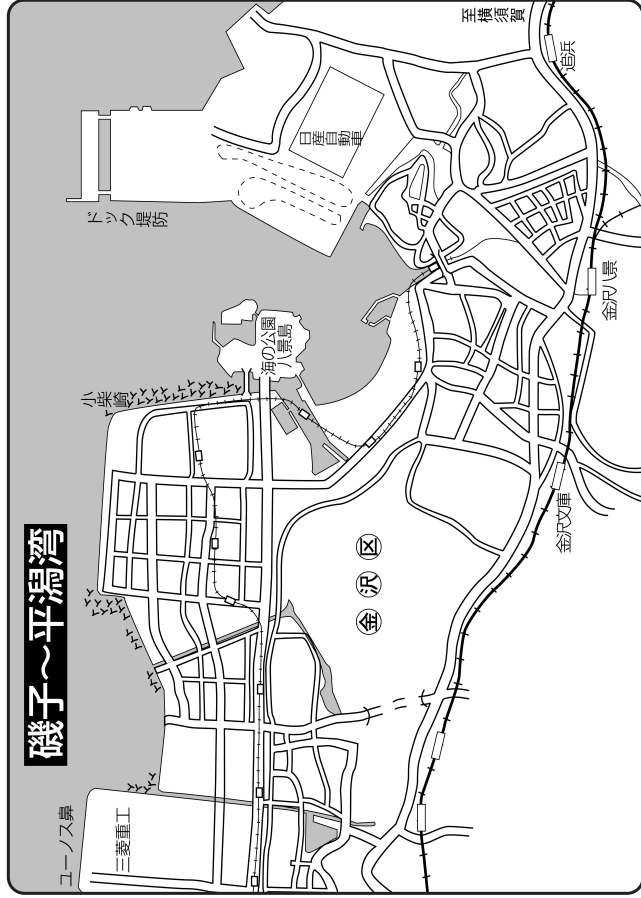 磯子〜平潟湾
ユーノス鼻
三菱重工
小柴崎
海の公園
八景島
ドック堤防
日産自動車
至横須賀
追浜
金沢八景
金沢文庫
金沢区